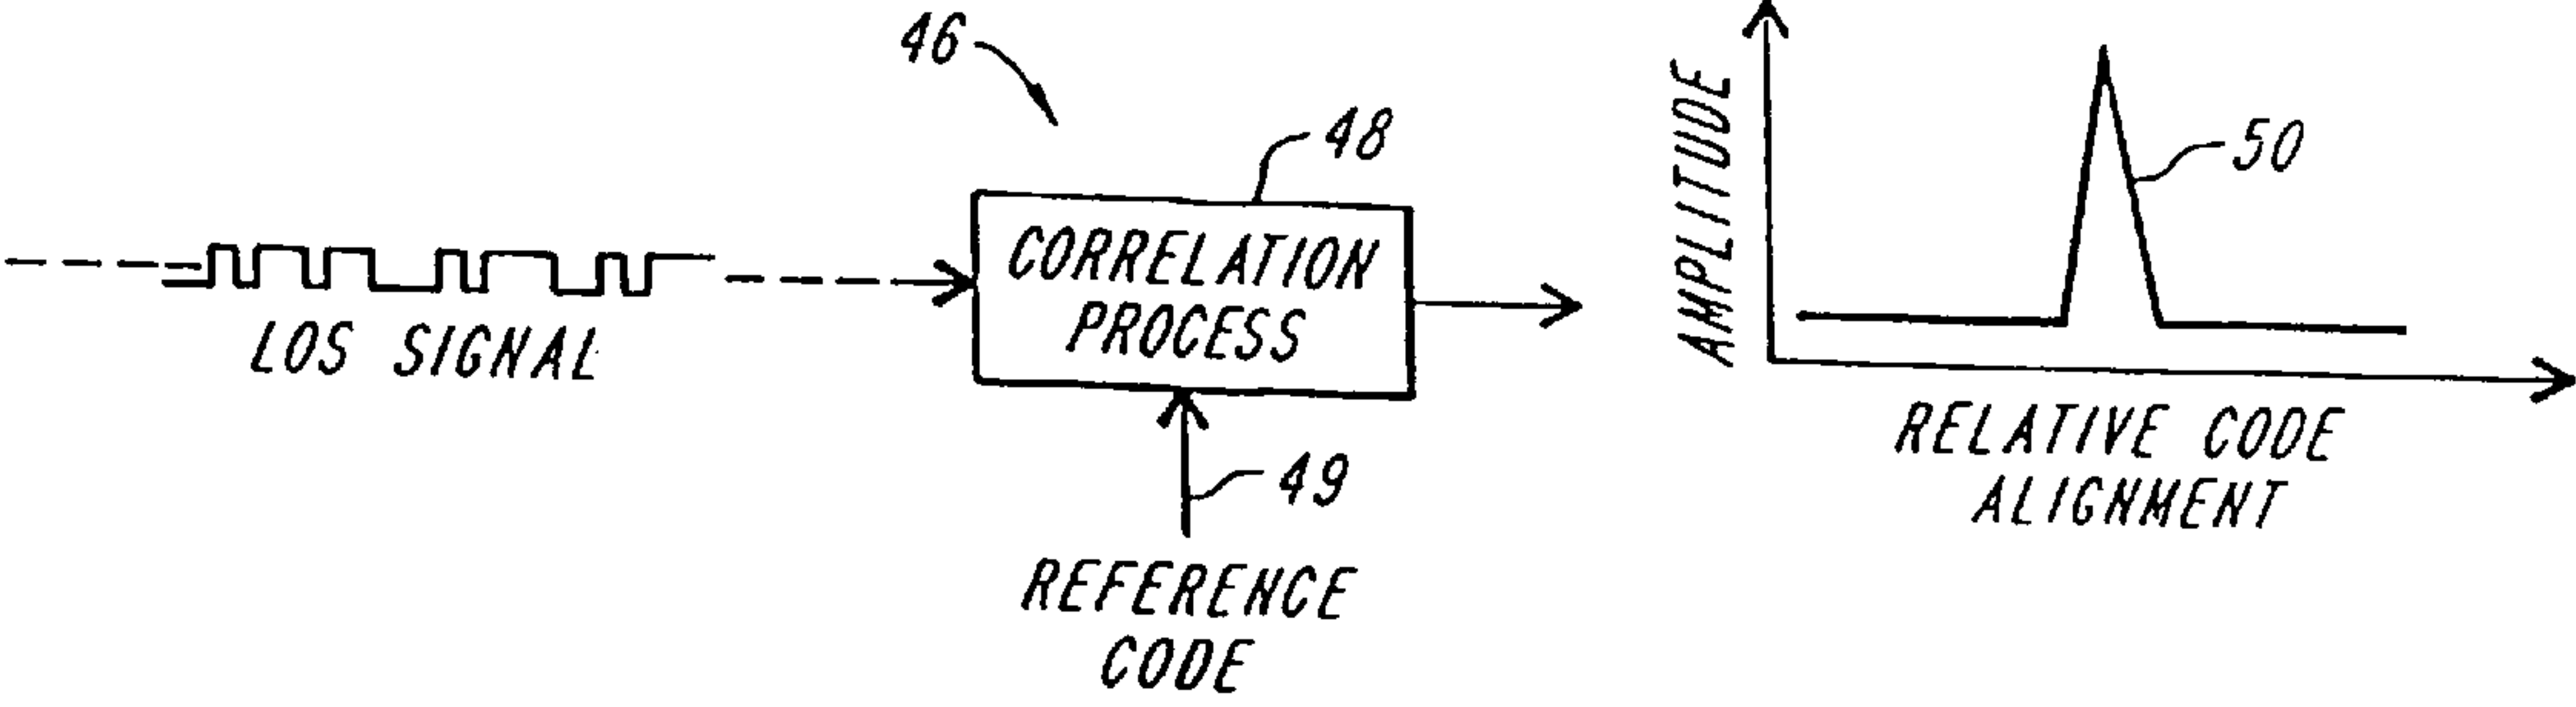 46
48
CORRELATION
PROCESS
LOS SIGNAL
49
REFERENCE
CODE
AMPLITUDE
50
RELATIVE CODE
ALIGNMENT